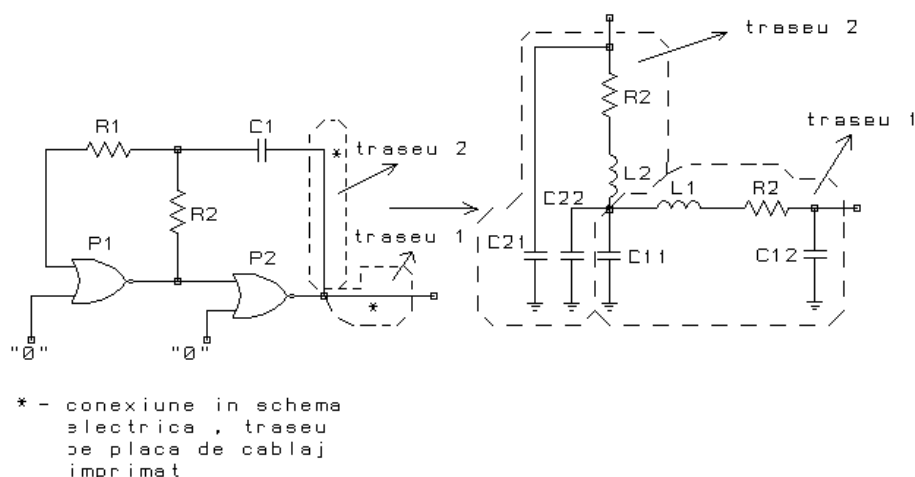 traseu 2
R2
R1
C1
traseu 1
*
traseu 2
L2
L1
R2
R2
C22
P1
traseu 1
P2
C21
C11
C12
*
"0"
"0"
* - conexiune in schema
electrica , traseu
pe placa de cablaj
imprimat